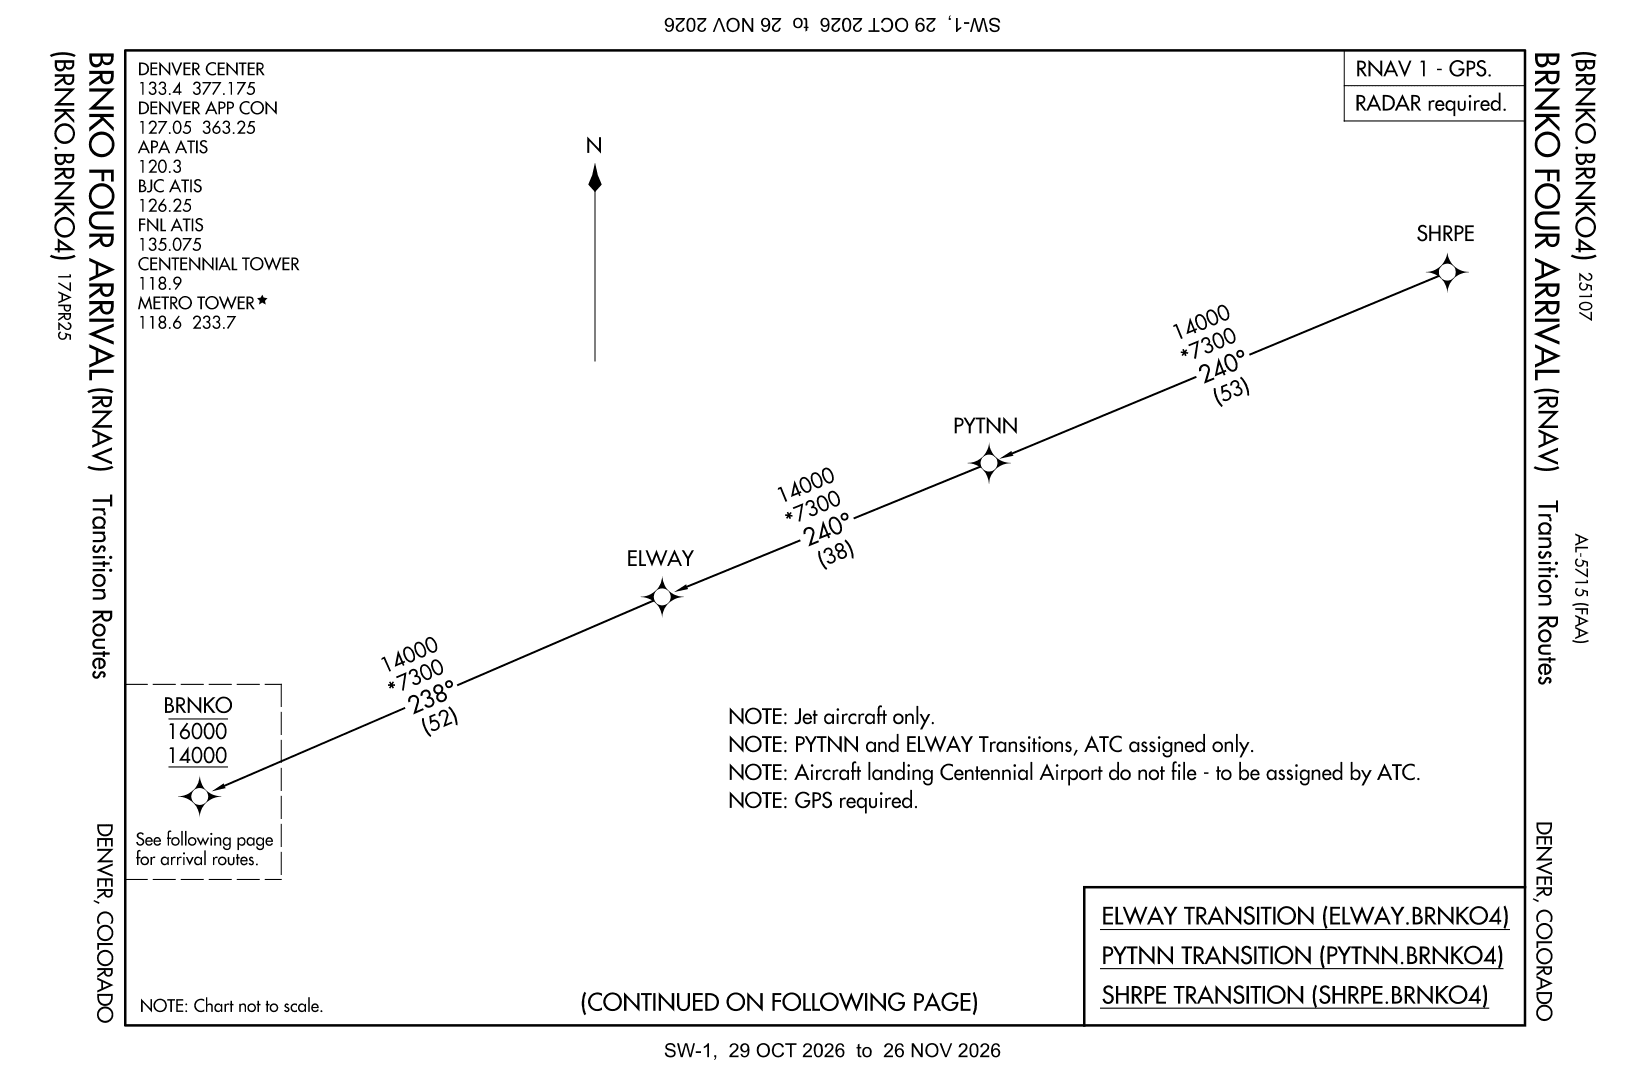 SW-1, 29 OCT 2026 to 26 NOV 2026
(BRNKO.BRNKO4) 17APR25
BRNKO FOUR ARRIVAL (RNAV) Transition Routes
DENVER, COLORADO
DENVER CENTER
133.4 377.175
DENVER APP CON
127.05 363.25
APA ATIS
120.3
BJC ATIS
126.25
FNL ATIS
135.075
CENTENNIAL TOWER
118.9
METRO TOWER★
118.6 233.7
N
RNAV 1 - GPS.
RADAR required.
SHRPE
14000
*7300
240°
(53)
PYTNN
14000
*7300
240°
(38)
ELWAY
14000
*7300
238°
(52)
BRNKO
16000
14000
See following page
for arrival routes.
NOTE: Jet aircraft only.
NOTE: PYTNN and ELWAY Transitions, ATC assigned only.
NOTE: Aircraft landing Centennial Airport do not file - to be assigned by ATC.
NOTE: GPS required.
ELWAY TRANSITION (ELWAY.BRNKO4)
PYTNN TRANSITION (PYTNN.BRNKO4)
SHRPE TRANSITION (SHRPE.BRNKO4)
NOTE: Chart not to scale.
(CONTINUED ON FOLLOWING PAGE)
BRNKO FOUR ARRIVAL (RNAV) Transition Routes
DENVER, COLORADO
(BRNKO.BRNKO4) 25107
AL-5715 (FAA)
SW-1, 29 OCT 2026 to 26 NOV 2026